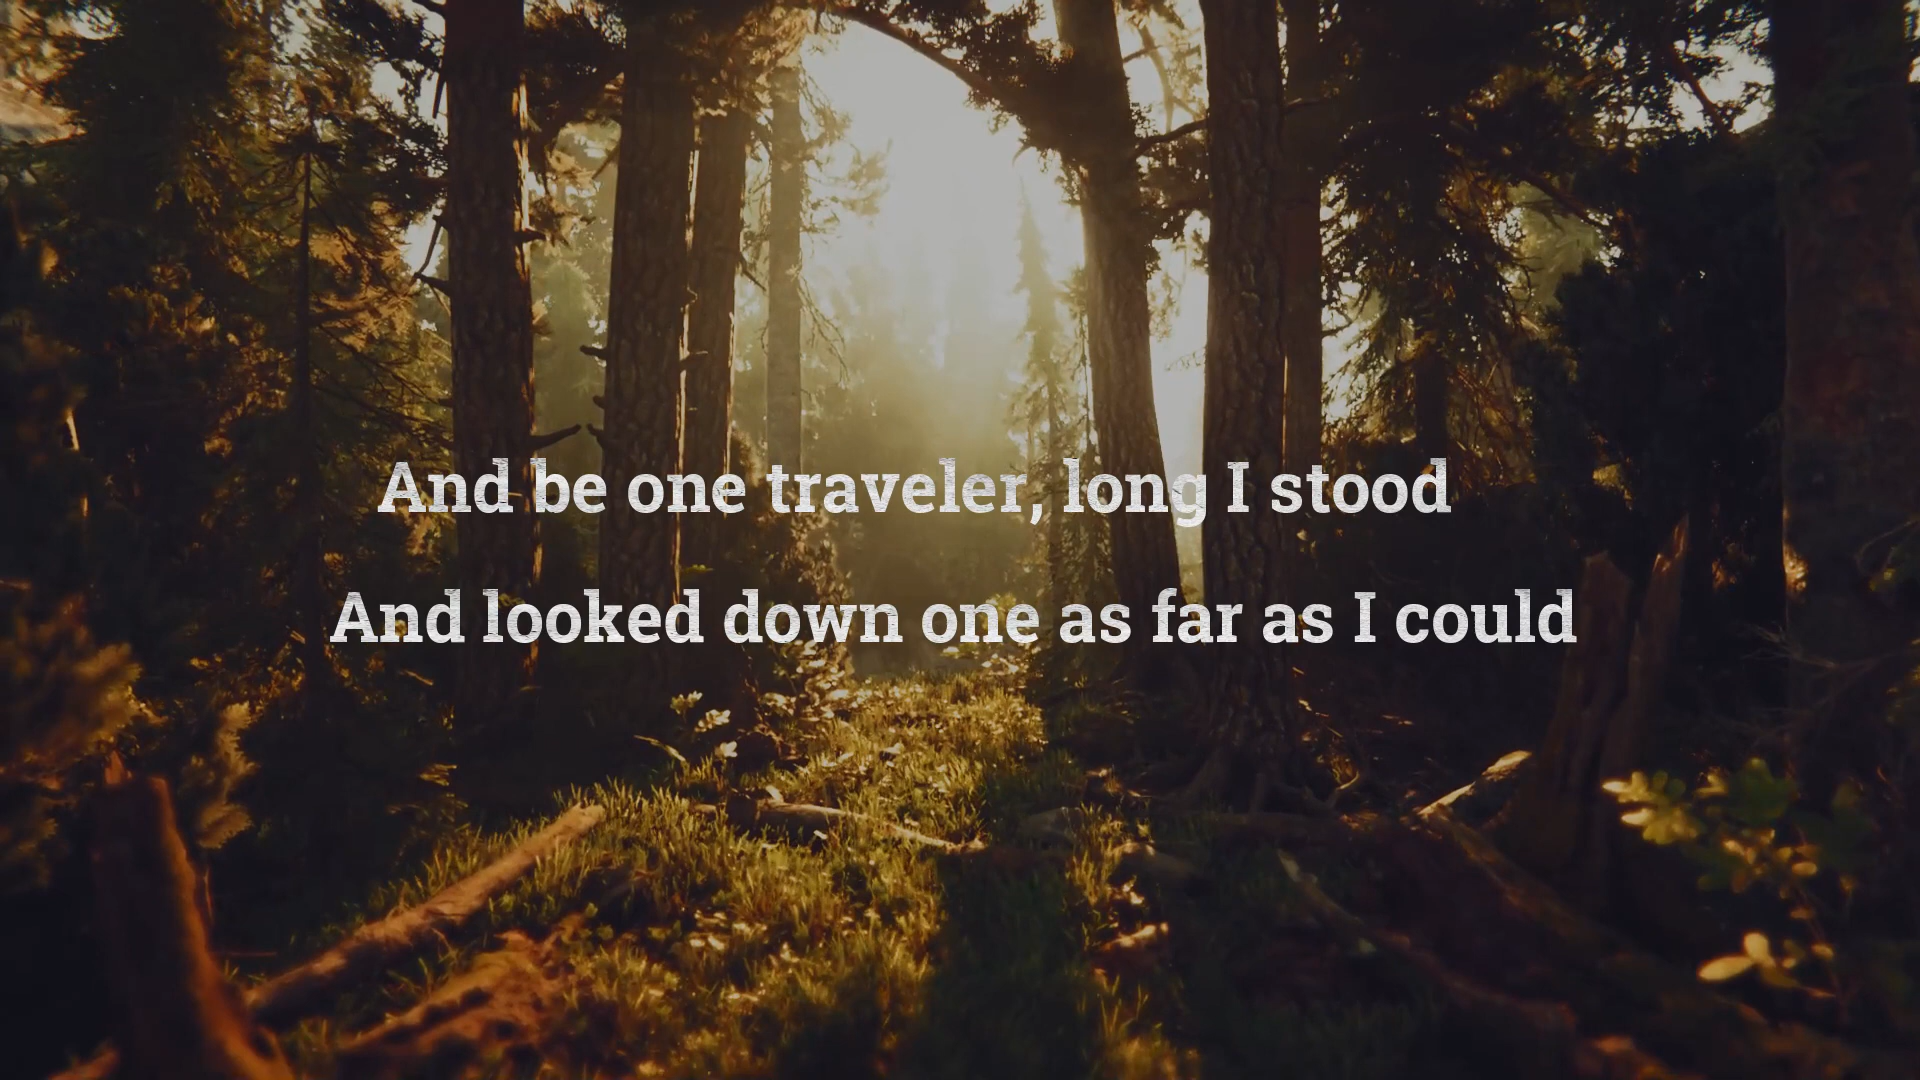 And be one traveler, long I stood
And looked down one as far as I could